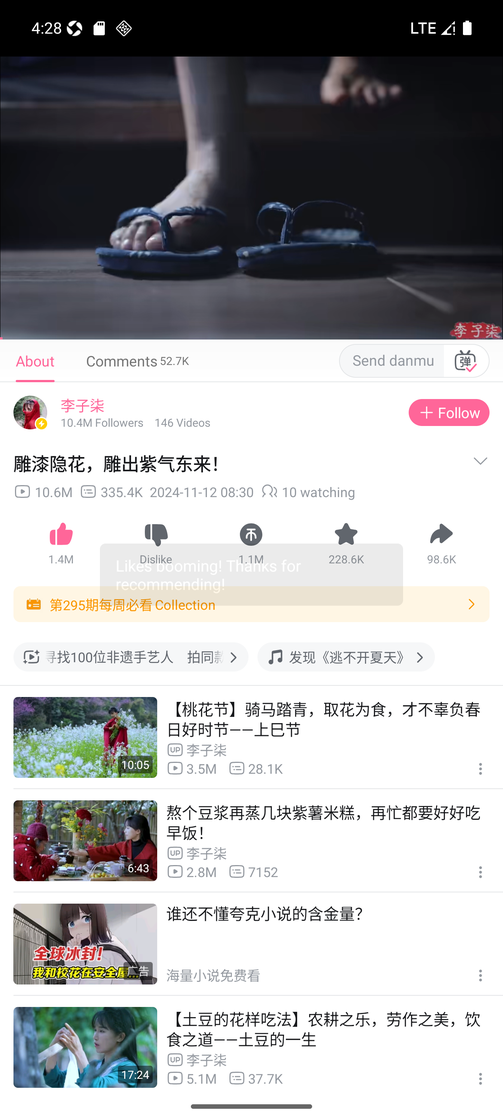 4:28
LTE
李子柒
About
Comments 52.7K
Send danmu
弹
李子柒
10.4M Followers 146 Videos
Follow
雕漆隐花，雕出紫气东来！
10.6M 335.4K 2024-11-12 08:30 10 watching
1.4M
Dislike
1.1M
228.6K
98.6K
Likes booming! Thanks for
recommending!
第295期每周必看 Collection
寻找100位非遗手艺人 拍同款
发现《逃不开夏天》
【桃花节】骑马踏青，取花为食，才不辜负春
日好时节——上巳节
UP 李子柒
3.5M 28.1K
10:05
熬个豆浆再蒸几块紫薯米糕，再忙都要好好吃
早饭！
UP 李子柒
2.8M 7152
6:43
谁还不懂夸克小说的含金量？
海量小说免费看
全球冰封！
我和校花在安全屋...
广告
【土豆的花样吃法】农耕之乐，劳作之美，饮
食之道——土豆的一生
UP 李子柒
5.1M 37.7K
17:24